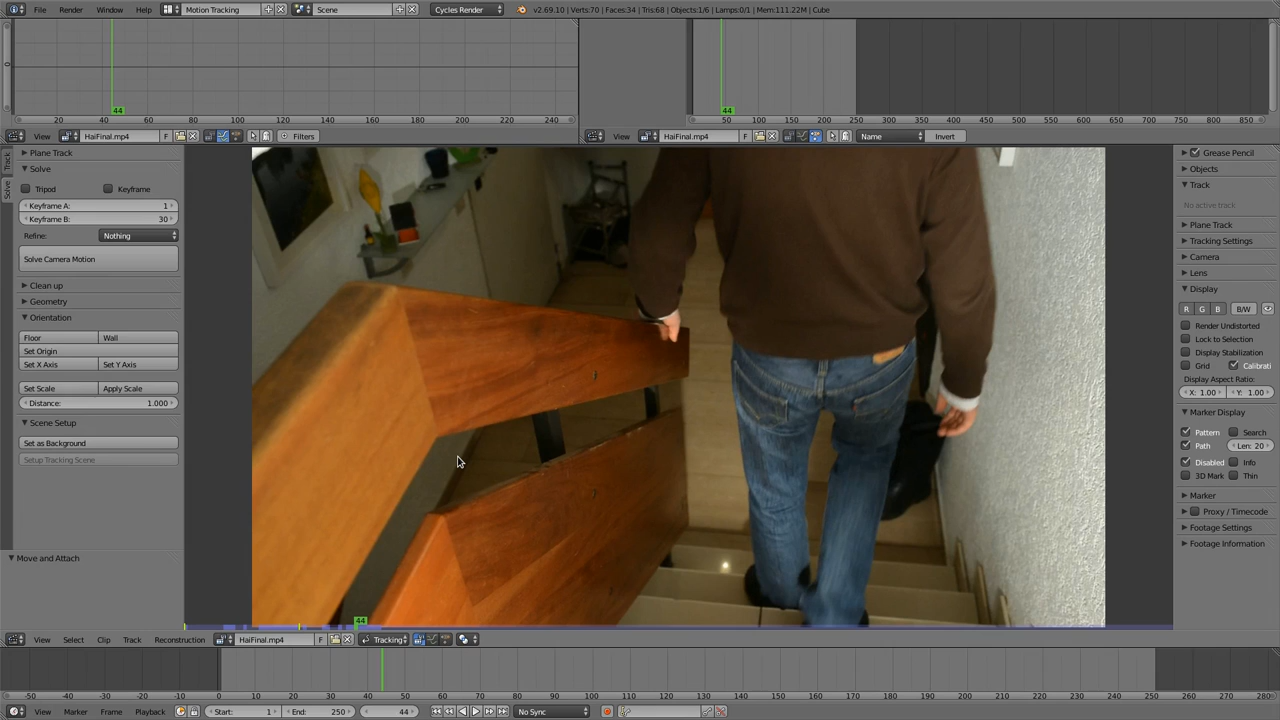 File Render Window Help Motion Tracking Scene Cycles Render v2.69.10 | Verts:70 | Faces:34 | Tris:68 | Objects:1/6 | Lamps:0/1 | Mem:111.22M | Cube
44 44
20 40 60 80 100 120 140 160 180 200 220 240 50 100 150 200 250 300 350 400 450 500 550 600 650 700 750 800 850
View HaiFinal.mp4 F Filters View HaiFinal.mp4 F Name Invert
Track
Solve
Plane Track
Solve
Tripod Keyframe
Keyframe A: 1
Keyframe B: 30
Refine: Nothing
Solve Camera Motion
Clean up
Geometry
Orientation
Floor Wall
Set Origin
Set X Axis Set Y Axis
Set Scale Apply Scale
Distance: 1.000
Scene Setup
Set as Background
Setup Tracking Scene
Move and Attach
Grease Pencil
Objects
Track
No active track
Plane Track
Tracking Settings
Camera
Lens
Display
R G B B/W
Render Undistorted
Lock to Selection
Display Stabilization
Grid Calibrati
Display Aspect Ratio:
X: 1.00 Y: 1.00
Marker Display
Pattern Search
Path Len: 20
Disabled Info
3D Mark Thin
Marker
Proxy / Timecode
Footage Settings
Footage Information
44
View Select Clip Track Reconstruction HaiFinal.mp4 F Tracking
-50 -40 -30 -20 -10 0 10 20 30 40 50 60 70 80 90 100 110 120 130 140 150 160 170 180 190 200 210 220 230 240 250 260 270 280
View Marker Frame Playback Start: 1 End: 250 44 No Sync